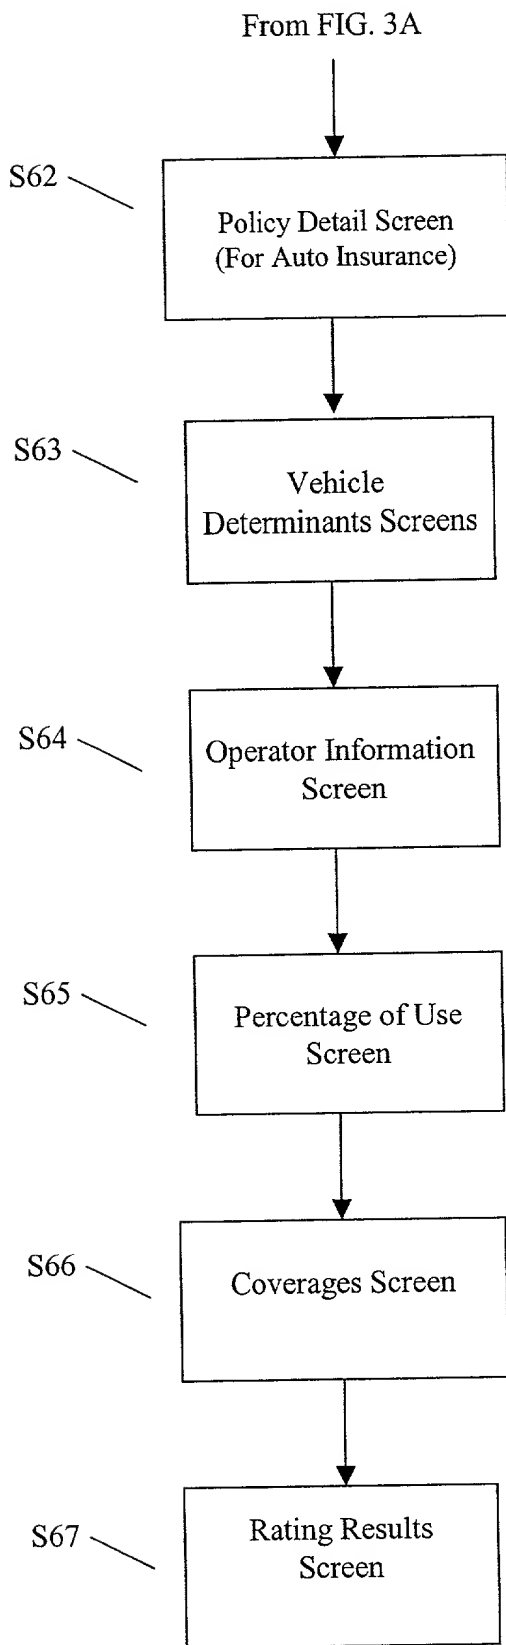 From FIG. 3A
S62
Policy Detail Screen
(For Auto Insurance)
S63
Vehicle
Determinants Screens
S64
Operator Information
Screen
S65
Percentage of Use
Screen
S66
Coverages Screen
S67
Rating Results
Screen